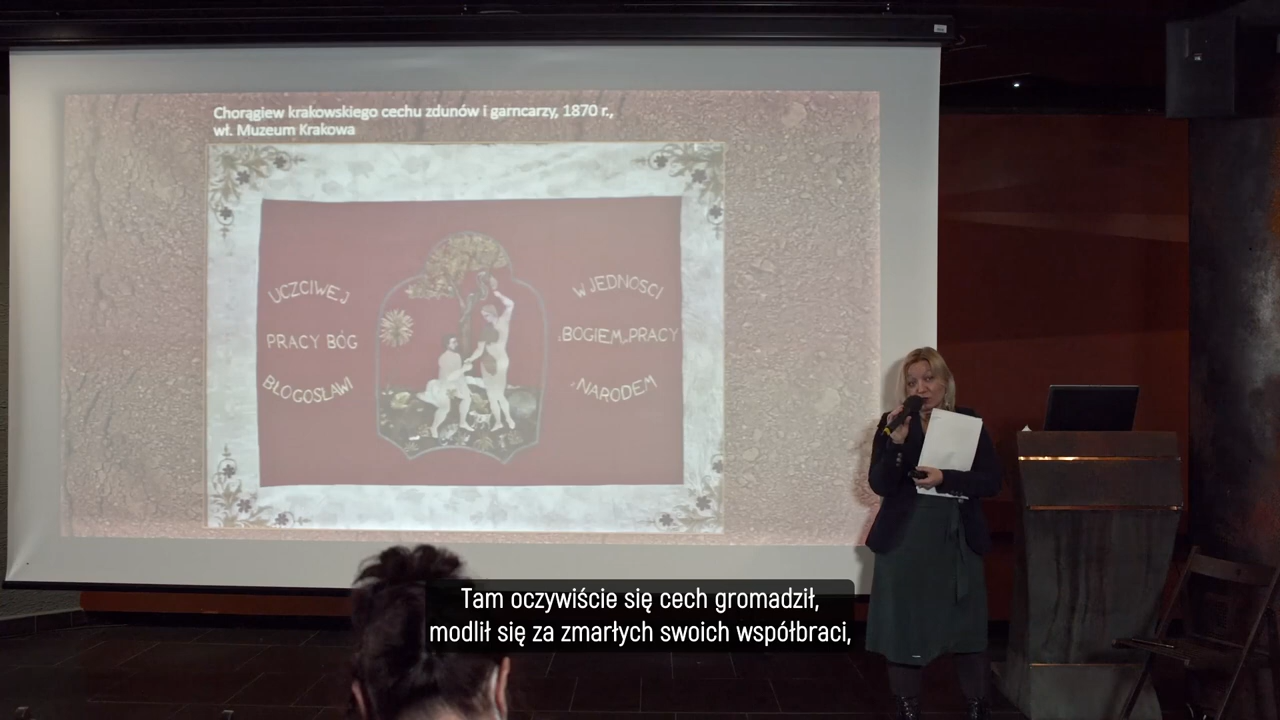 Chorągiew krakowskiego cechu zdunów i garncarzy, 1870 r.,
wł. Muzeum Krakowa
UCZCIWEJ
PRACY BÓG
BŁOGOSŁAWI
W JEDNOSCI
z BOGIEM, PRACY
z NARODEM
Tam oczywiście się cech gromadził,
modlił się za zmarłych swoich współbraci,